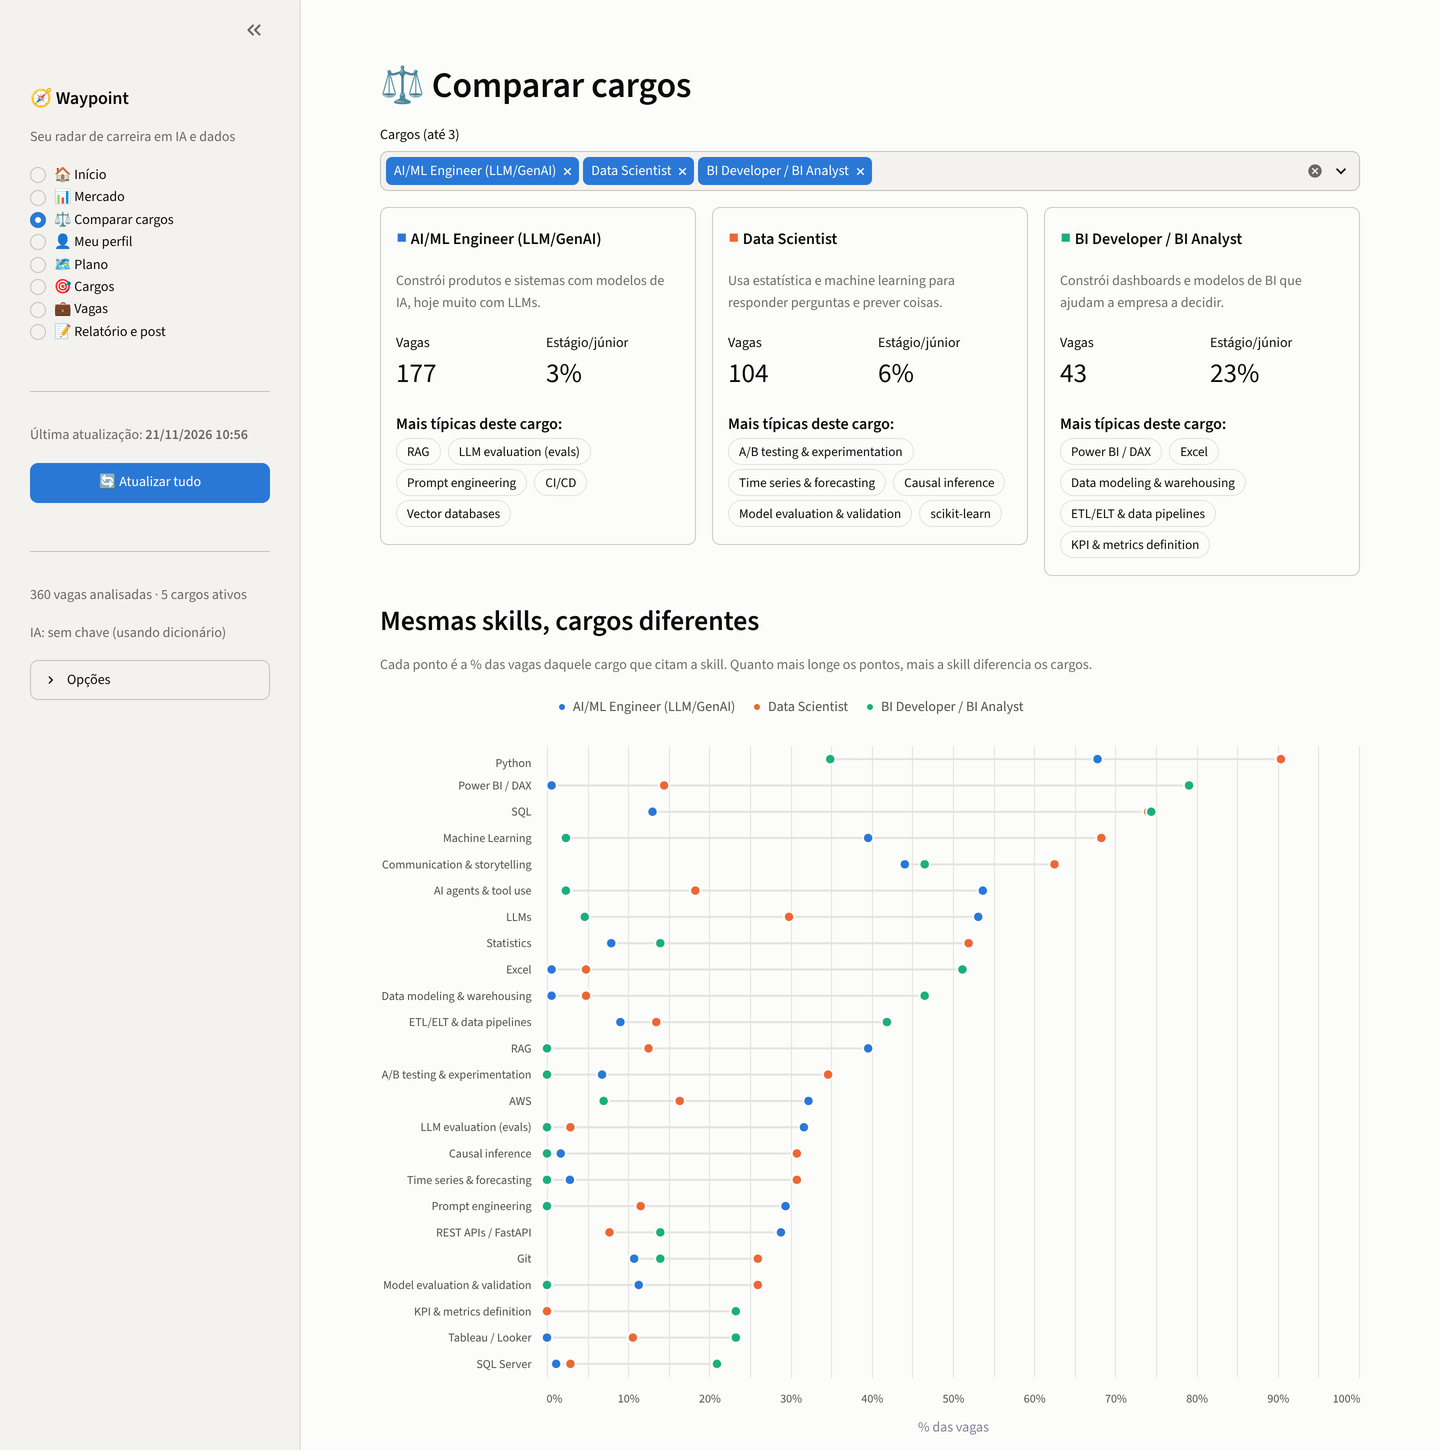 Waypoint
Seu radar de carreira em IA e dados
Início
Mercado
Comparar cargos
Meu perfil
Plano
Cargos
Vagas
Relatório e post
Última atualização: 21/11/2026 10:56
Atualizar tudo
360 vagas analisadas · 5 cargos ativos
IA: sem chave (usando dicionário)
Opções
Comparar cargos
Cargos (até 3)
AI/ML Engineer (LLM/GenAI) × Data Scientist × BI Developer / BI Analyst ×
AI/ML Engineer (LLM/GenAI)
Constrói produtos e sistemas com modelos de
IA, hoje muito com LLMs.
Vagas Estágio/júnior
177 3%
Mais típicas deste cargo:
RAG LLM evaluation (evals)
Prompt engineering CI/CD
Vector databases
Data Scientist
Usa estatística e machine learning para
responder perguntas e prever coisas.
Vagas Estágio/júnior
104 6%
Mais típicas deste cargo:
A/B testing & experimentation
Time series & forecasting Causal inference
Model evaluation & validation scikit-learn
BI Developer / BI Analyst
Constrói dashboards e modelos de BI que
ajudam a empresa a decidir.
Vagas Estágio/júnior
43 23%
Mais típicas deste cargo:
Power BI / DAX Excel
Data modeling & warehousing
ETL/ELT & data pipelines
KPI & metrics definition
Mesmas skills, cargos diferentes
Cada ponto é a % das vagas daquele cargo que citam a skill. Quanto mais longe os pontos, mais a skill diferencia os cargos.
AI/ML Engineer (LLM/GenAI) Data Scientist BI Developer / BI Analyst
Python
Power BI / DAX
SQL
Machine Learning
Communication & storytelling
AI agents & tool use
LLMs
Statistics
Excel
Data modeling & warehousing
ETL/ELT & data pipelines
RAG
A/B testing & experimentation
AWS
LLM evaluation (evals)
Causal inference
Time series & forecasting
Prompt engineering
REST APIs / FastAPI
Git
Model evaluation & validation
KPI & metrics definition
Tableau / Looker
SQL Server
0% 10% 20% 30% 40% 50% 60% 70% 80% 90% 100%
% das vagas